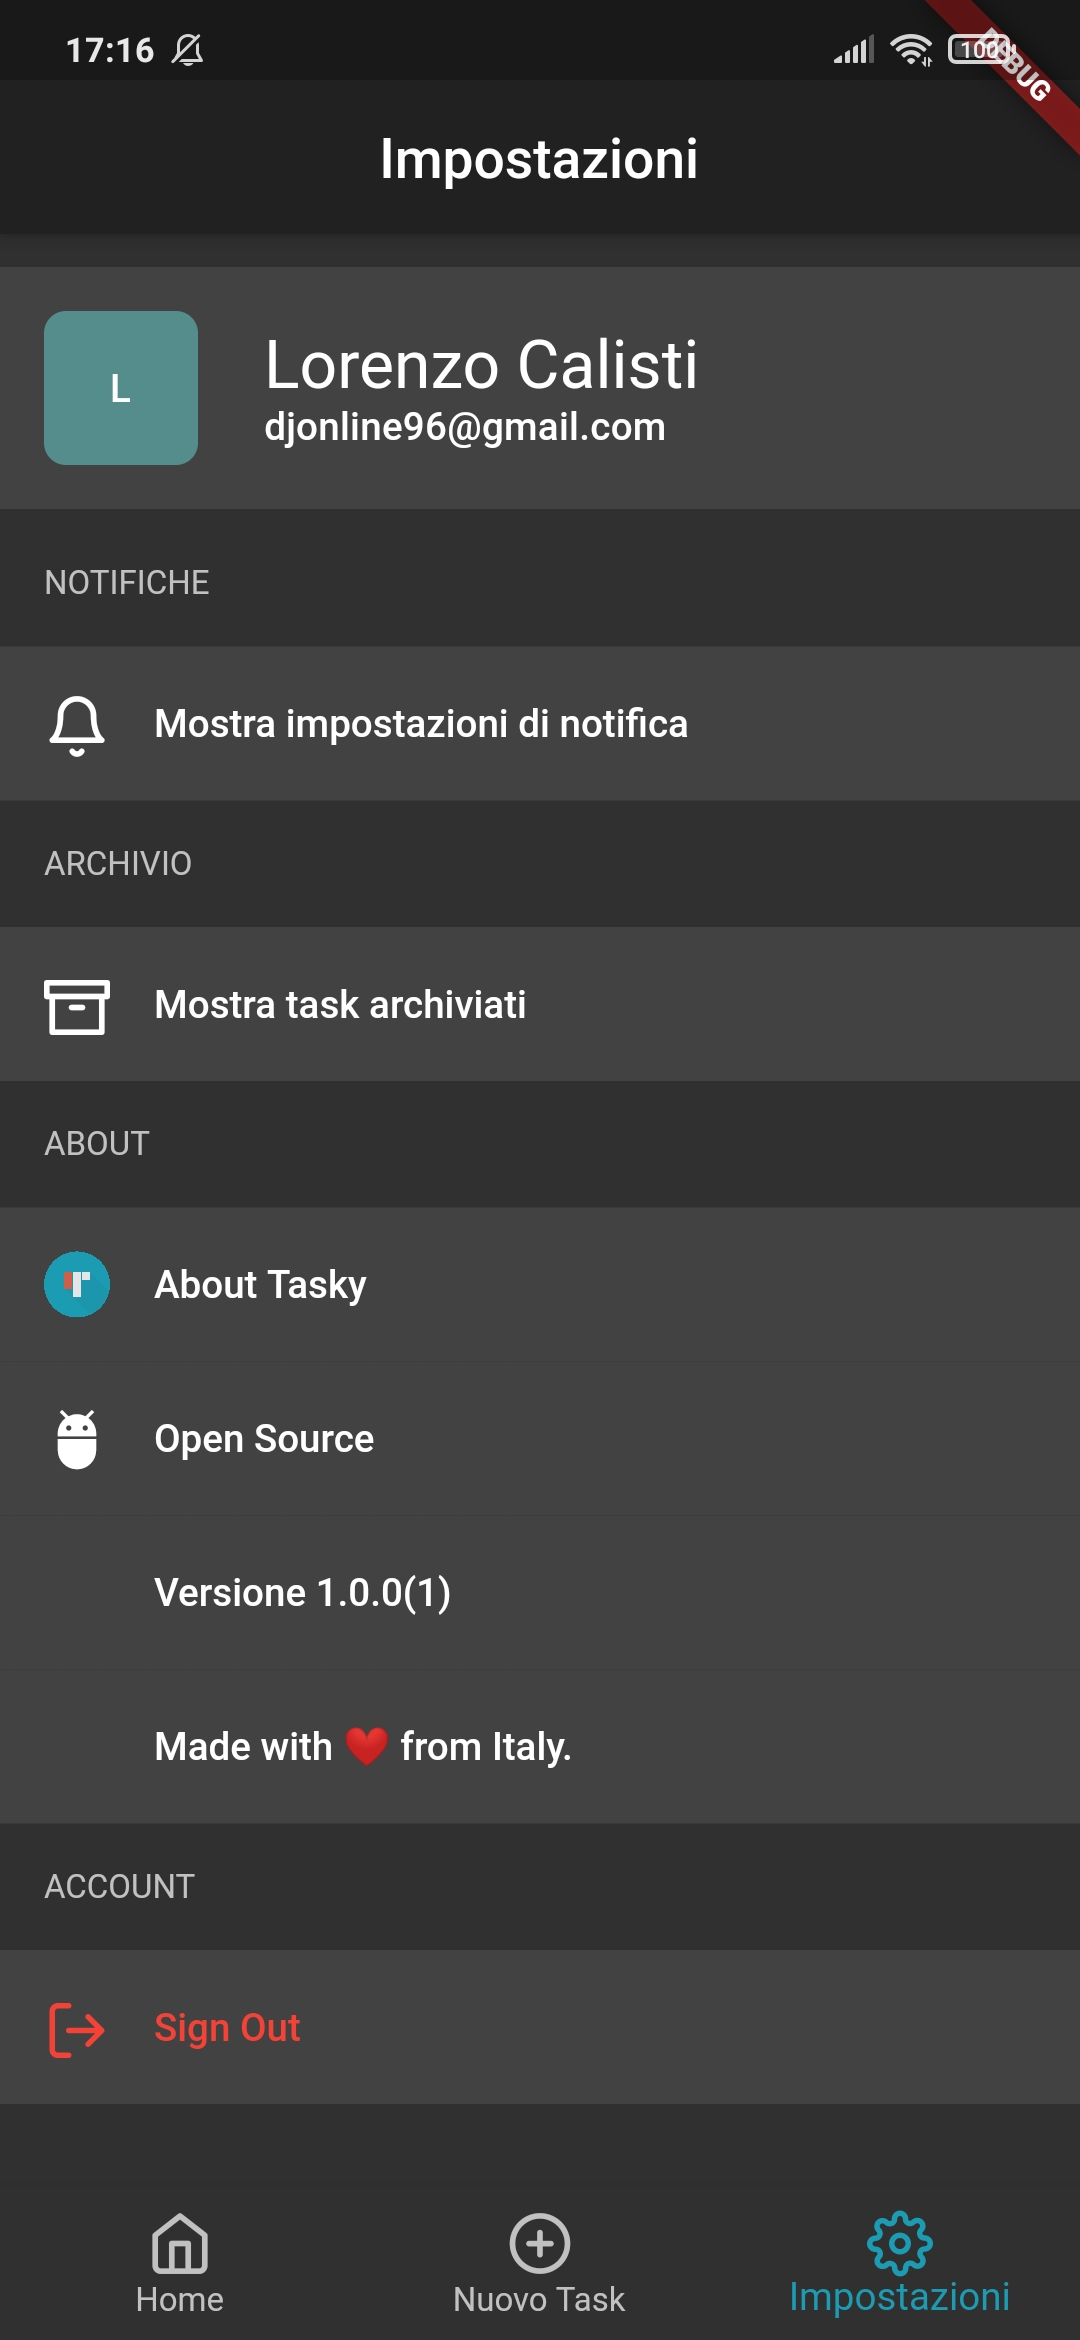 17:16
100
DEBUG
Impostazioni
L
Lorenzo Calisti
djonline96@gmail.com
NOTIFICHE
Mostra impostazioni di notifica
ARCHIVIO
Mostra task archiviati
ABOUT
About Tasky
Open Source
Versione 1.0.0(1)
Made with ❤️ from Italy.
ACCOUNT
Sign Out
Home
Nuovo Task
Impostazioni